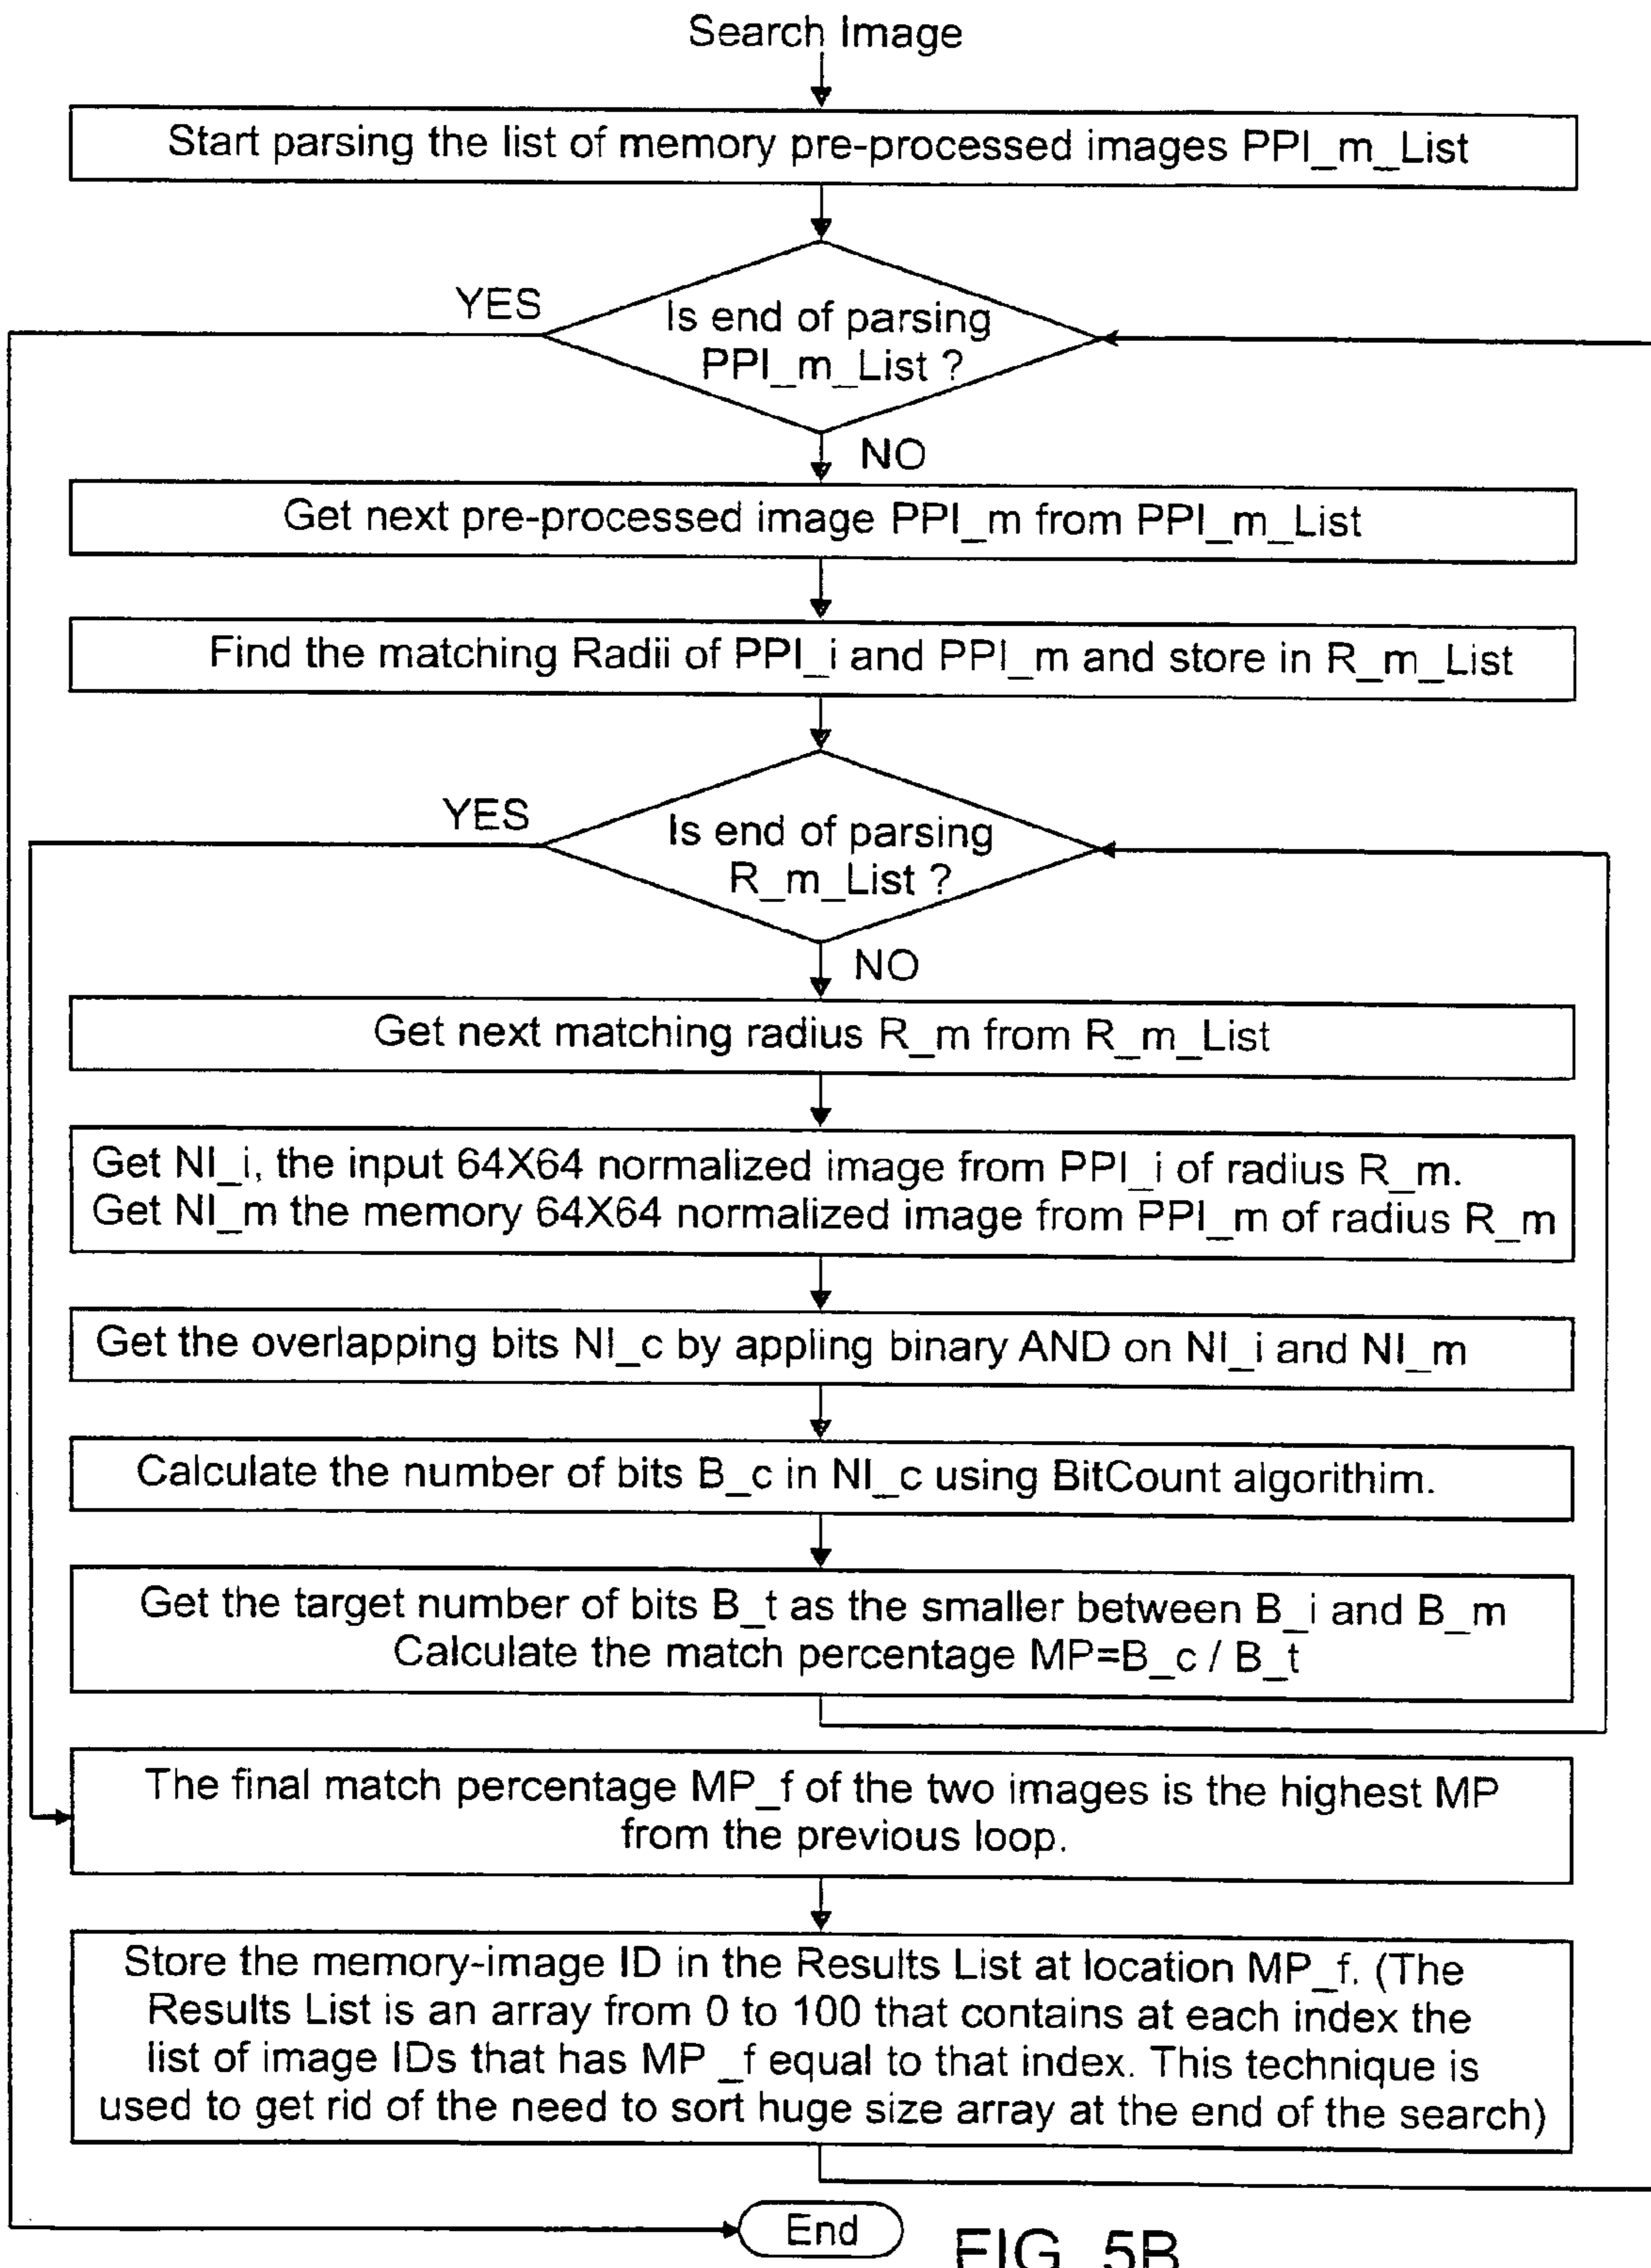 Search Image
Start parsing the list of memory pre-processed images PPI_m_List
YES
Is end of parsing
PPI_m_List ?
NO
Get next pre-processed image PPI_m from PPI_m_List
Find the matching Radii of PPI_i and PPI_m and store in R_m_List
YES
Is end of parsing
R_m_List ?
NO
Get next matching radius R_m from R_m_List
Get NI_i, the input 64X64 normalized image from PPI_i of radius R_m.
Get NI_m the memory 64X64 normalized image from PPI_m of radius R_m
Get the overlapping bits NI_c by appling binary AND on NI_i and NI_m
Calculate the number of bits B_c in NI_c using BitCount algorithim.
Get the target number of bits B_t as the smaller between B_i and B_m
Calculate the match percentage MP=B_c / B_t
The final match percentage MP_f of the two images is the highest MP
from the previous loop.
Store the memory-image ID in the Results List at location MP_f. (The
Results List is an array from 0 to 100 that contains at each index the
list of image IDs that has MP _f equal to that index. This technique is
used to get rid of the need to sort huge size array at the end of the search)
End
FIG. 5B